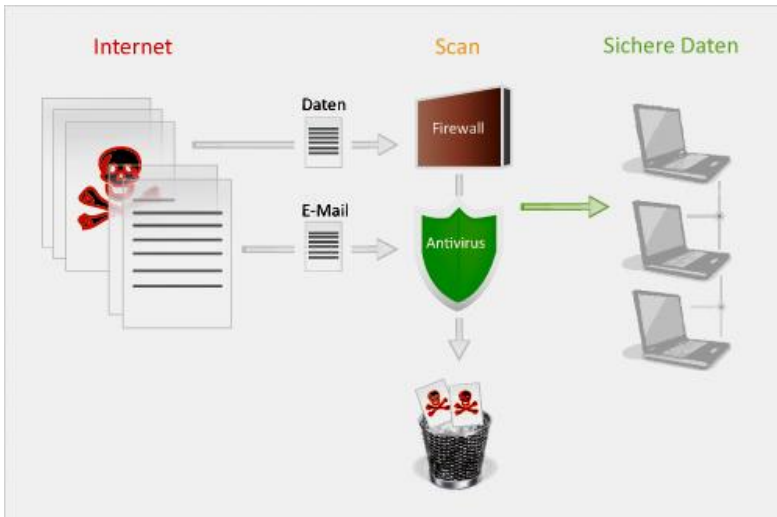 Internet
Scan
Sichere Daten
Daten
Firewall
E-Mail
Antivirus